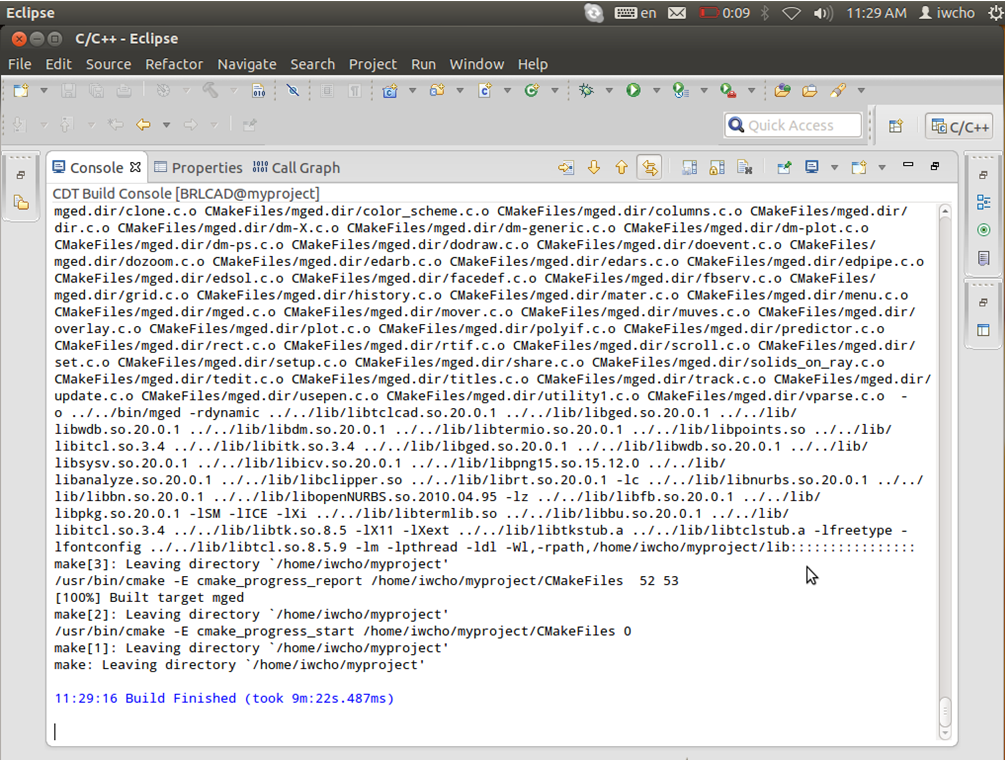 Eclipse en 0:09 11:29 AM iwcho
C/C++ - Eclipse
File Edit Source Refactor Navigate Search Project Run Window Help
010
Quick Access C/C++
Console Properties 1010 Call Graph
CDT Build Console [BRLCAD@myproject]
mged.dir/clone.c.o CMakeFiles/mged.dir/color_scheme.c.o CMakeFiles/mged.dir/columns.c.o CMakeFiles/mged.dir/
dir.c.o CMakeFiles/mged.dir/dm-X.c.o CMakeFiles/mged.dir/dm-generic.c.o CMakeFiles/mged.dir/dm-plot.c.o
CMakeFiles/mged.dir/dm-ps.c.o CMakeFiles/mged.dir/dodraw.c.o CMakeFiles/mged.dir/doevent.c.o CMakeFiles/
mged.dir/dozoom.c.o CMakeFiles/mged.dir/edarb.c.o CMakeFiles/mged.dir/edars.c.o CMakeFiles/mged.dir/edpipe.c.o
CMakeFiles/mged.dir/edsol.c.o CMakeFiles/mged.dir/facedef.c.o CMakeFiles/mged.dir/fbserv.c.o CMakeFiles/
mged.dir/grid.c.o CMakeFiles/mged.dir/history.c.o CMakeFiles/mged.dir/mater.c.o CMakeFiles/mged.dir/menu.c.o
CMakeFiles/mged.dir/mged.c.o CMakeFiles/mged.dir/mover.c.o CMakeFiles/mged.dir/muves.c.o CMakeFiles/mged.dir/
overlay.c.o CMakeFiles/mged.dir/plot.c.o CMakeFiles/mged.dir/polyif.c.o CMakeFiles/mged.dir/predictor.c.o
CMakeFiles/mged.dir/rect.c.o CMakeFiles/mged.dir/rtif.c.o CMakeFiles/mged.dir/scroll.c.o CMakeFiles/mged.dir/
set.c.o CMakeFiles/mged.dir/setup.c.o CMakeFiles/mged.dir/share.c.o CMakeFiles/mged.dir/solids_on_ray.c.o
CMakeFiles/mged.dir/tedit.c.o CMakeFiles/mged.dir/titles.c.o CMakeFiles/mged.dir/track.c.o CMakeFiles/mged.dir/
update.c.o CMakeFiles/mged.dir/usepen.c.o CMakeFiles/mged.dir/utility1.c.o CMakeFiles/mged.dir/vparse.c.o -
o ../../bin/mged -rdynamic ../../lib/libtclcad.so.20.0.1 ../../lib/libged.so.20.0.1 ../../lib/
libwdb.so.20.0.1 ../../lib/libdm.so.20.0.1 ../../lib/libtermio.so.20.0.1 ../../lib/libpoints.so ../../lib/
libitcl.so.3.4 ../../lib/libitk.so.3.4 ../../lib/libged.so.20.0.1 ../../lib/libwdb.so.20.0.1 ../../lib/
libsysv.so.20.0.1 ../../lib/libicv.so.20.0.1 ../../lib/libpng15.so.15.12.0 ../../lib/
libanalyze.so.20.0.1 ../../lib/libclipper.so ../../lib/librt.so.20.0.1 -lc ../../lib/libnurbs.so.20.0.1 ../../
lib/libbn.so.20.0.1 ../../lib/libopenNURBS.so.2010.04.95 -lz ../../lib/libfb.so.20.0.1 ../../lib/
libpkg.so.20.0.1 -lSM -lICE -lXi ../../lib/libtermlib.so ../../lib/libbu.so.20.0.1 ../../lib/
libitcl.so.3.4 ../../lib/libtk.so.8.5 -lX11 -lXext ../../lib/libtkstub.a ../../lib/libtclstub.a -lfreetype -
lfontconfig ../../lib/libtcl.so.8.5.9 -lm -lpthread -ldl -Wl,-rpath,/home/iwcho/myproject/lib::::::::::::::::
make[3]: Leaving directory `/home/iwcho/myproject'
/usr/bin/cmake -E cmake_progress_report /home/iwcho/myproject/CMakeFiles 52 53
[100%] Built target mged
make[2]: Leaving directory `/home/iwcho/myproject'
/usr/bin/cmake -E cmake_progress_start /home/iwcho/myproject/CMakeFiles 0
make[1]: Leaving directory `/home/iwcho/myproject'
make: Leaving directory `/home/iwcho/myproject'
11:29:16 Build Finished (took 9m:22s.487ms)